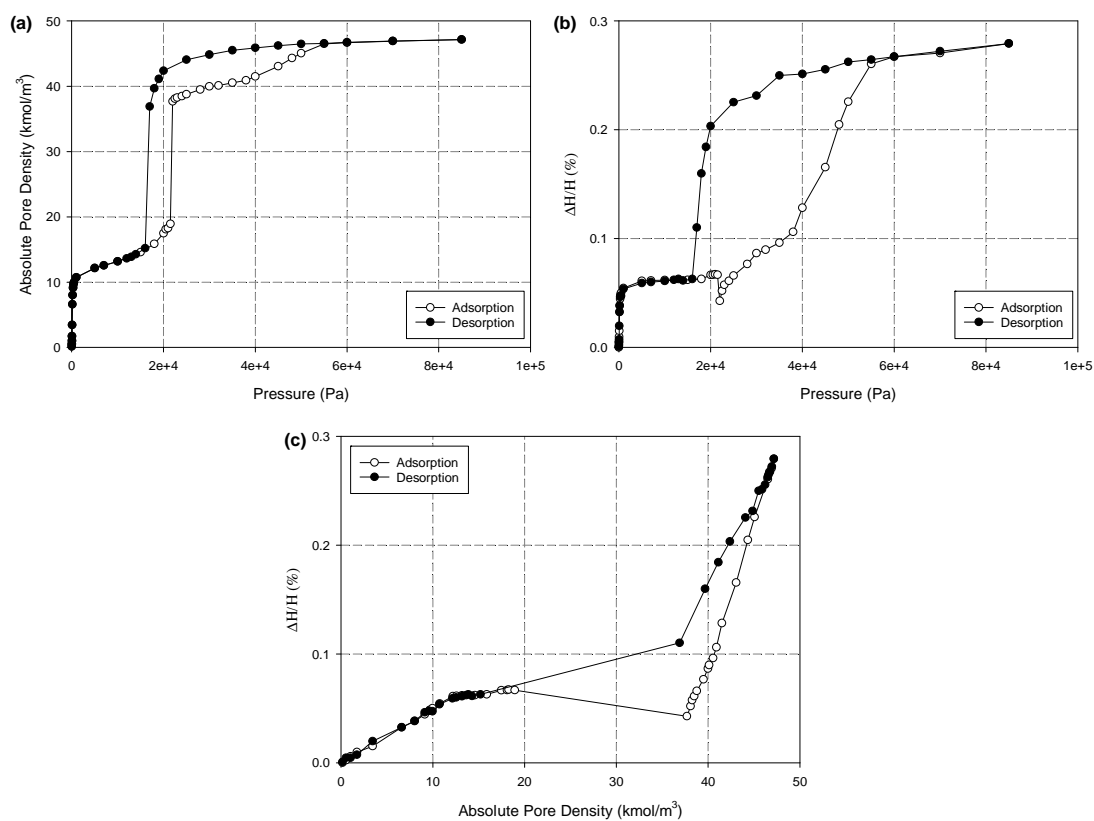 (a)
50
40
30
20
10
0
Absolute Pore Density (kmol/m³)
0 2e+4 4e+4 6e+4 8e+4 1e+5
Pressure (Pa)
Adsorption
Desorption
(b)
0.3
0.2
0.1
0.0
ΔH/H (%)
0 2e+4 4e+4 6e+4 8e+4 1e+5
Pressure (Pa)
Adsorption
Desorption
(c)
0.3
0.2
0.1
0.0
ΔH/H (%)
0 10 20 30 40 50
Absolute Pore Density (kmol/m³)
Adsorption
Desorption